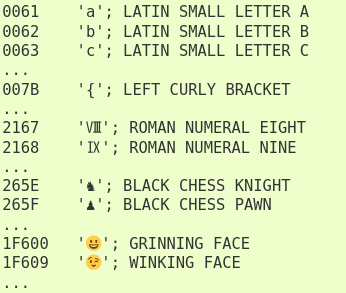 0061    'a'; LATIN SMALL LETTER A
0062    'b'; LATIN SMALL LETTER B
0063    'c'; LATIN SMALL LETTER C
...
007B    '{'; LEFT CURLY BRACKET
...
2167    'Ⅷ'; ROMAN NUMERAL EIGHT
2168    'Ⅸ'; ROMAN NUMERAL NINE
...
265E    '♞'; BLACK CHESS KNIGHT
265F    '♟'; BLACK CHESS PAWN
...
1F600    '😀'; GRINNING FACE
1F609    '😉'; WINKING FACE
...